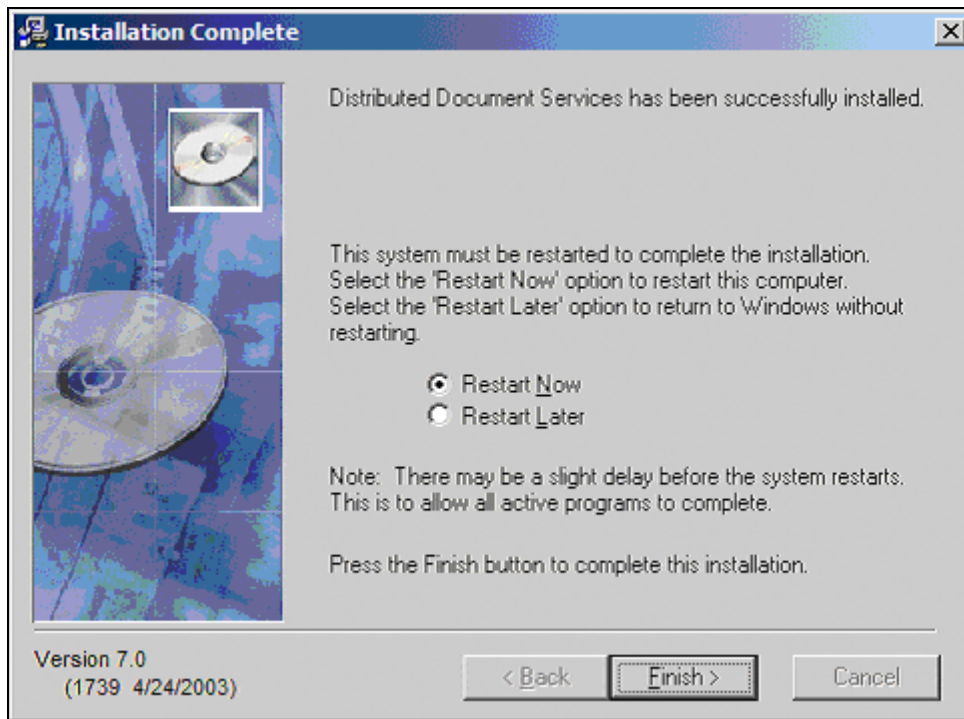 Installation Complete
Distributed Document Services has been successfully installed.
This system must be restarted to complete the installation.
Select the 'Restart Now' option to restart this computer.
Select the 'Restart Later' option to return to Windows without
restarting.
Restart Now
Restart Later
Note:  There may be a slight delay before the system restarts.
This is to allow all active programs to complete.
Press the Finish button to complete this installation.
Version 7.0
(1739  4/24/2003)
< Back
Finish >
Cancel